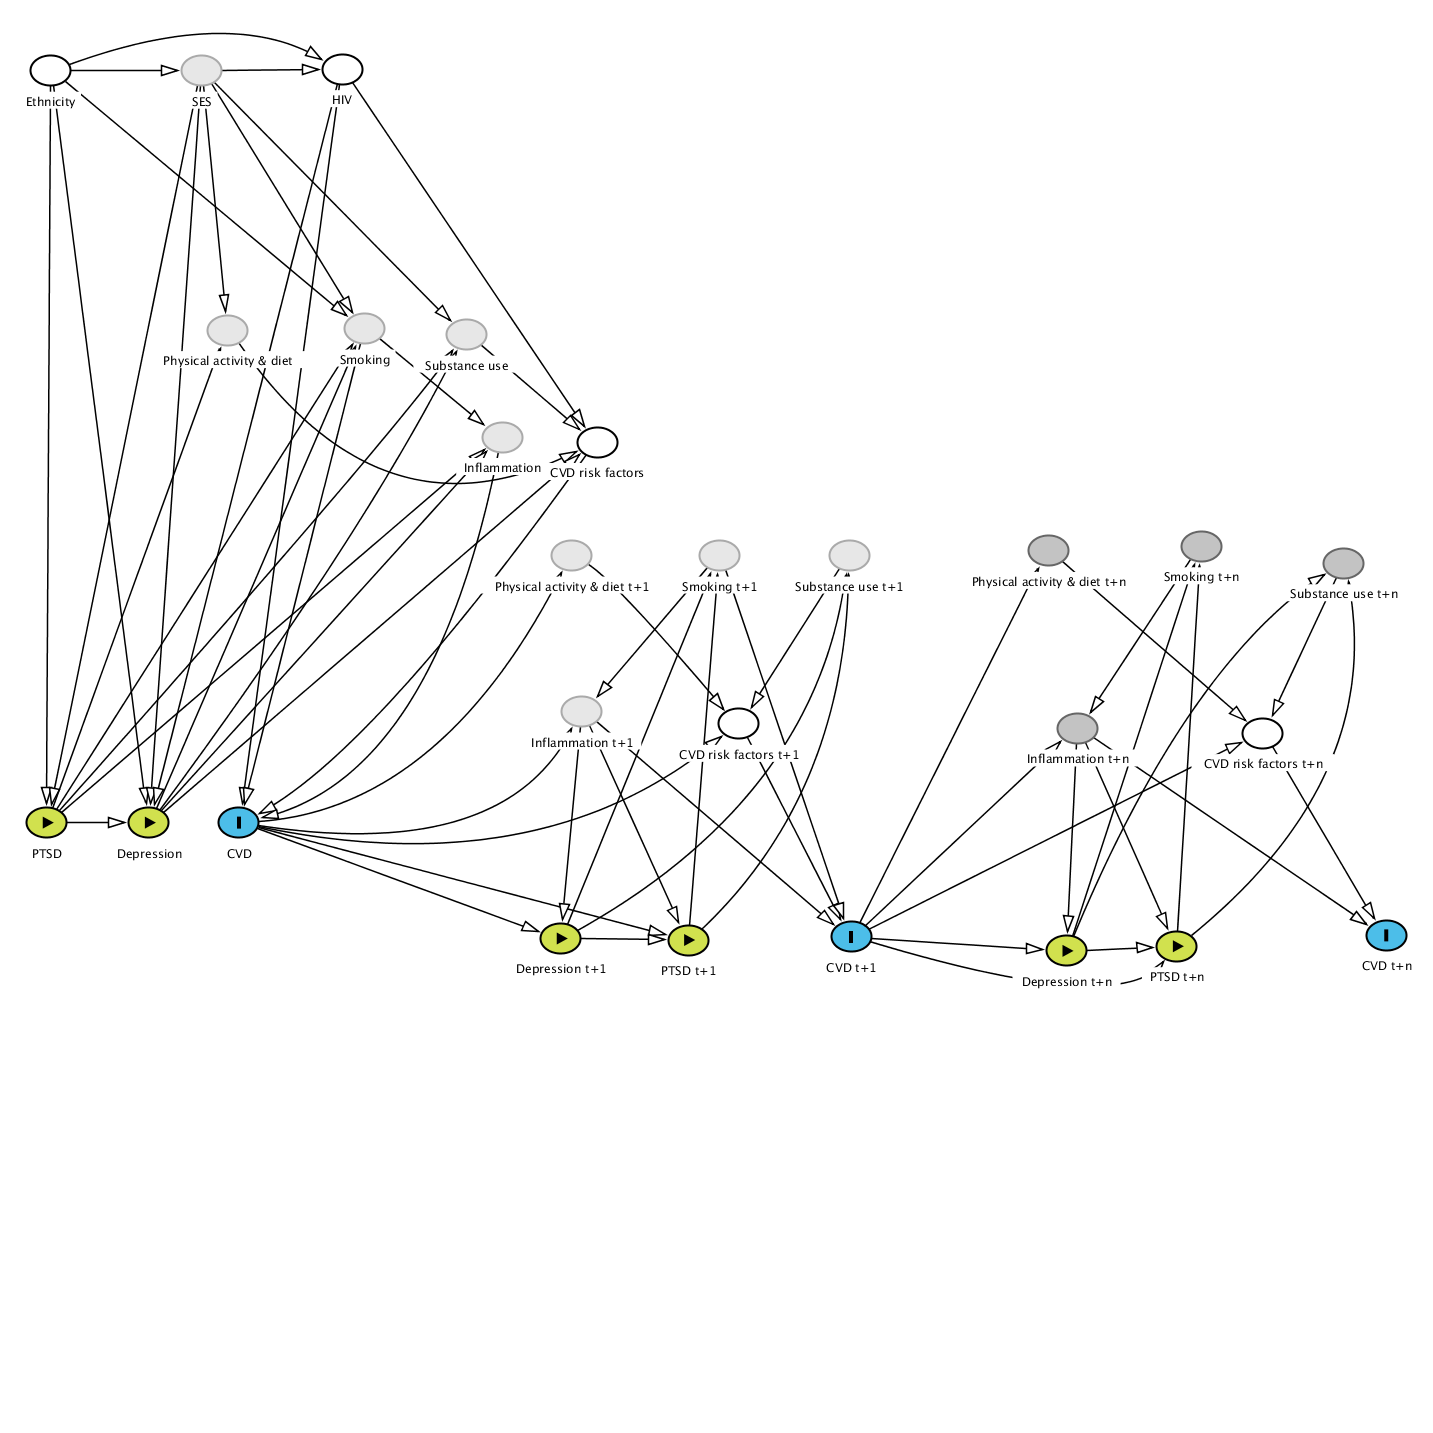 Ethnicity
SES
HIV
Physical activity & diet
Smoking
Substance use
Inflammation
CVD risk factors
Physical activity & diet t+1
Smoking t+1
Substance use t+1
Physical activity & diet t+n
Smoking t+n
Substance use t+n
Inflammation t+1
CVD risk factors t+1
Inflammation t+n
CVD risk factors t+n
PTSD
Depression
CVD
Depression t+1
PTSD t+1
CVD t+1
Depression t+n
PTSD t+n
CVD t+n